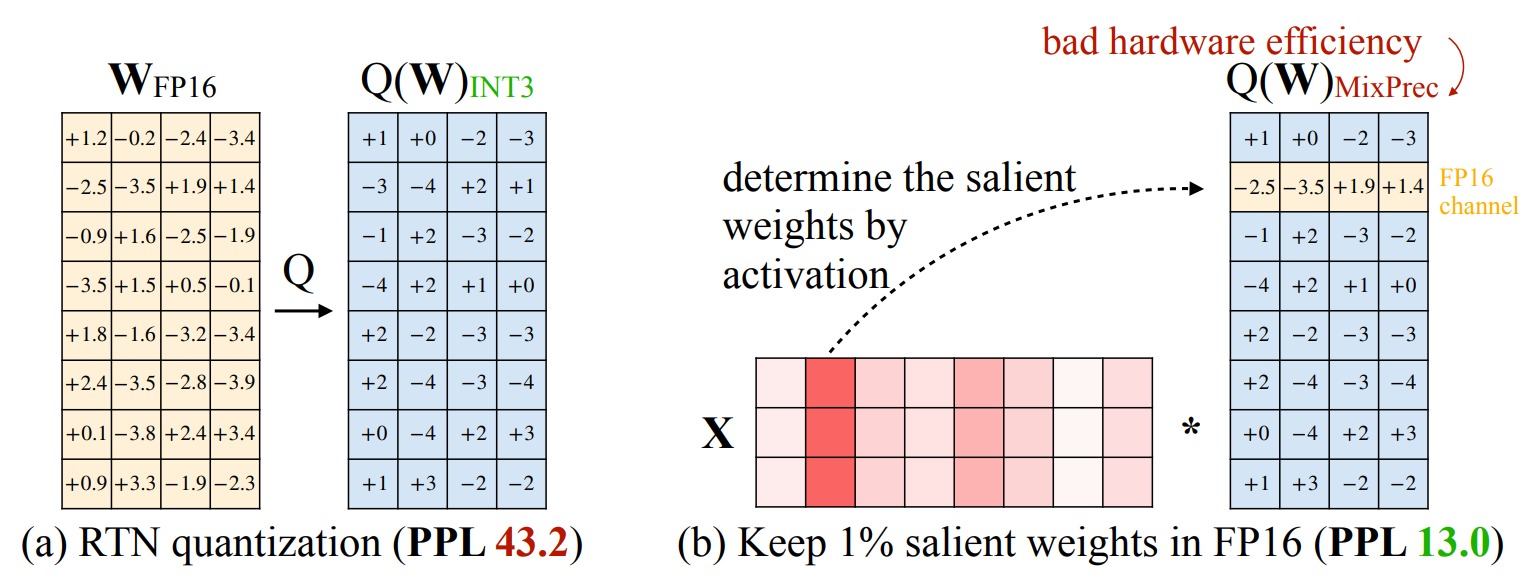 bad hardware efficiency
W FP16
Q(W) INT3
Q(W) MixPrec
+1.2 −0.2 −2.4 −3.4
−2.5 −3.5 +1.9 +1.4
−0.9 +1.6 −2.5 −1.9
−3.5 +1.5 +0.5 −0.1
+1.8 −1.6 −3.2 −3.4
+2.4 −3.5 −2.8 −3.9
+0.1 −3.8 +2.4 +3.4
+0.9 +3.3 −1.9 −2.3
Q
+1 +0 −2 −3
−3 −4 +2 +1
−1 +2 −3 −2
−4 +2 +1 +0
+2 −2 −3 −3
+2 −4 −3 −4
+0 −4 +2 +3
+1 +3 −2 −2
determine the salient
weights by
activation
X
*
+1 +0 −2 −3
−2.5 −3.5 +1.9 +1.4
−1 +2 −3 −2
−4 +2 +1 +0
+2 −2 −3 −3
+2 −4 −3 −4
+0 −4 +2 +3
+1 +3 −2 −2
FP16
channel
(a) RTN quantization (PPL 43.2)
(b) Keep 1% salient weights in FP16 (PPL 13.0)